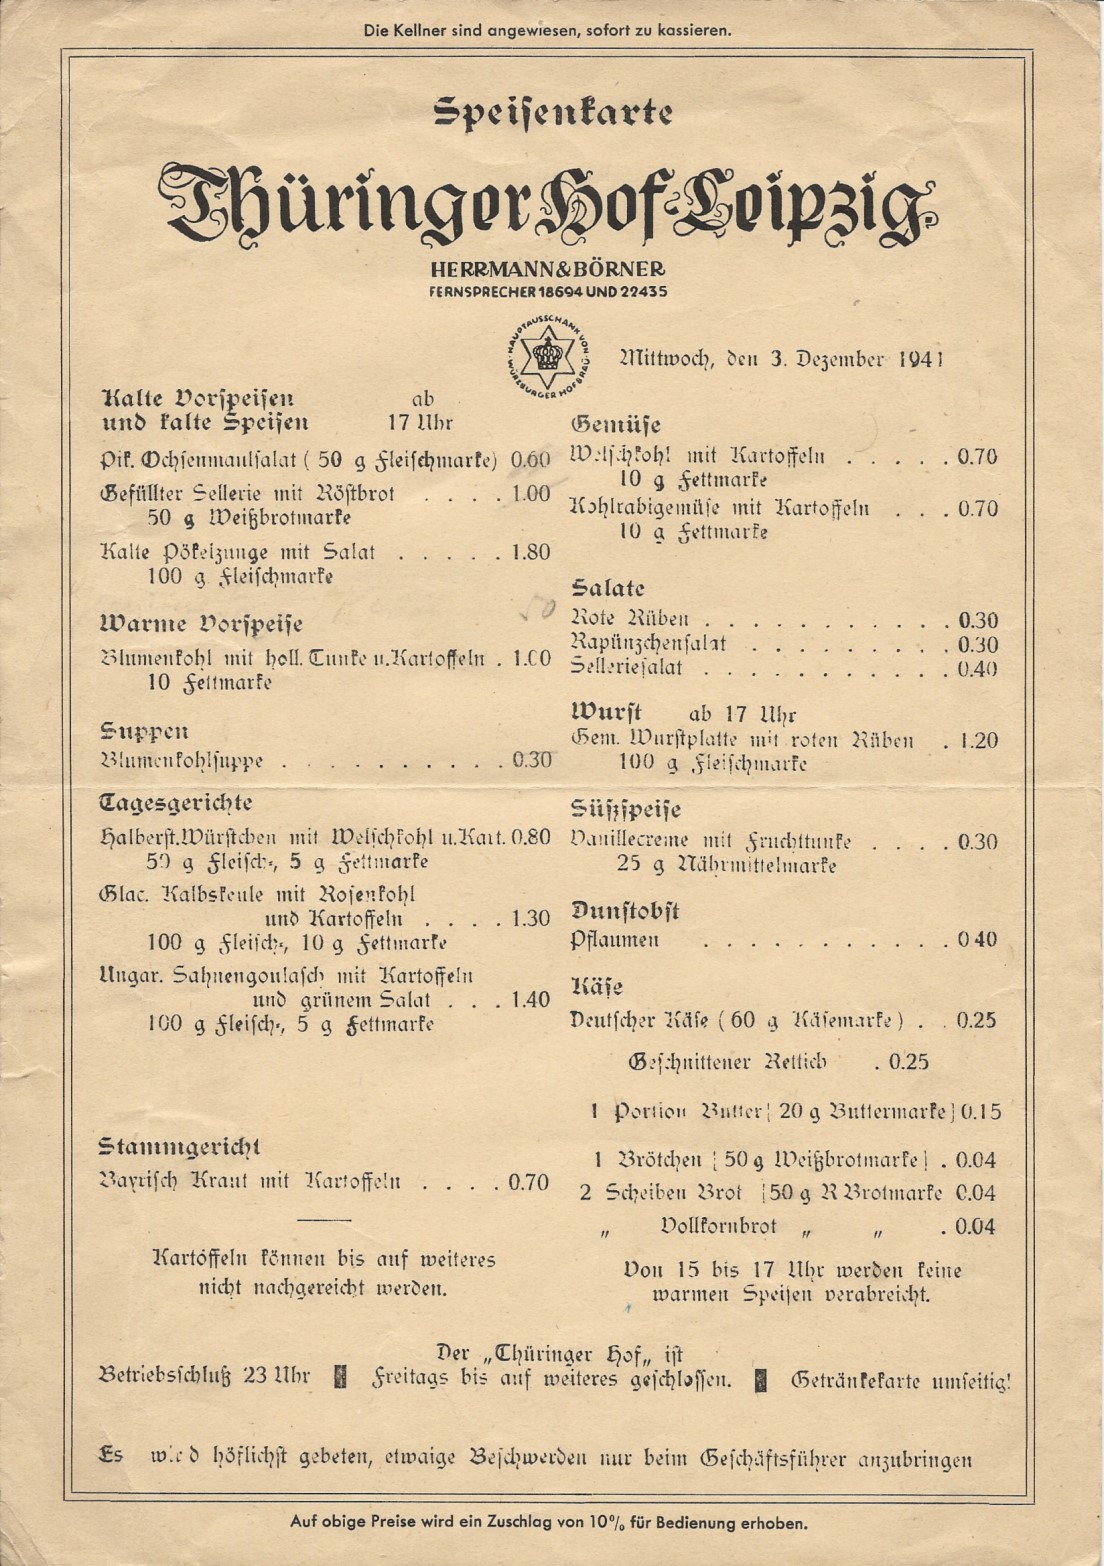 Die Kellner sind angewiesen, sofort zu kassieren.
Speisenkarte
Thüringer Hof-Leipzig
HERRMANN & BÖRNER
FERNSPRECHER 18694 UND 22435
HAUPTAUSSCHANK VON WÜRZBURGER HOFBRÄU
Mittwoch, den 3. Dezember 1941
Kalte Vorspeisen ab
und kalte Speisen 17 Uhr
Pik. Ochsenmaulsalat ( 50 g Fleischmarke) 0.60
Gefüllter Sellerie mit Röstbrot . . . . 1.00
50 g Weißbrotmarke
Kalte Pökelzunge mit Salat . . . . . 1.80
100 g Fleischmarke
50
Warme Vorspeise
Blumenkohl mit holl. Tunke u. Kartoffeln . 1.00
10 Fettmarke
Suppen
Blumenkohlsuppe . . . . . . . . . . 0.30
Tagesgerichte
Halberst. Würstchen mit Welschkohl u. Kart. 0.80
50 g Fleisch-, 5 g Fettmarke
Glac. Kalbskeule mit Rosenkohl
und Kartoffeln . . . . 1.30
100 g Fleisch-, 10 g Fettmarke
Ungar. Sahnengoulasch mit Kartoffeln
und grünem Salat . . . 1.40
100 g Fleisch-, 5 g Fettmarke
Stammgericht
Bayrisch Kraut mit Kartoffeln . . . . 0.70
Kartoffeln können bis auf weiteres
nicht nachgereicht werden.
Gemüse
Welschkohl mit Kartoffeln . . . . . 0.70
10 g Fettmarke
Kohlrabigemüse mit Kartoffeln . . . 0.70
10 g Fettmarke
Salate
Rote Rüben . . . . . . . . . . . 0.30
Rapünzchensalat . . . . . . . . . 0.30
Selleriesalat . . . . . . . . . . . 0.40
Wurst ab 17 Uhr
Gem. Wurstplatte mit roten Rüben . 1.20
100 g Fleischmarke
Süßspeise
Vanillecreme mit Fruchttunke . . . . 0.30
25 g Nährmittelmarke
Dunstobst
Pflaumen . . . . . . . . . . . 0 40
Käse
Deutscher Käse ( 60 g Käsemarke ) . . 0.25
Geschnittener Rettich . 0.25
1 Portion Butter [ 20 g Buttermarke ] 0.15
1 Brötchen [ 50 g Weißbrotmarke ] . 0.04
2 Scheiben Brot [ 50 g R Brotmarke 0.04
„ Vollkornbrot „ „ . 0.04
Von 15 bis 17 Uhr werden keine
warmen Speisen verabreicht.
Der „Thüringer Hof„ ist
Betriebsschluß 23 Uhr ▮ Freitags bis auf weiteres geschlossen. ▮ Getränkekarte umseitig!
Es wird höflichst gebeten, etwaige Beschwerden nur beim Geschäftsführer anzubringen
Auf obige Preise wird ein Zuschlag von 10% für Bedienung erhoben.